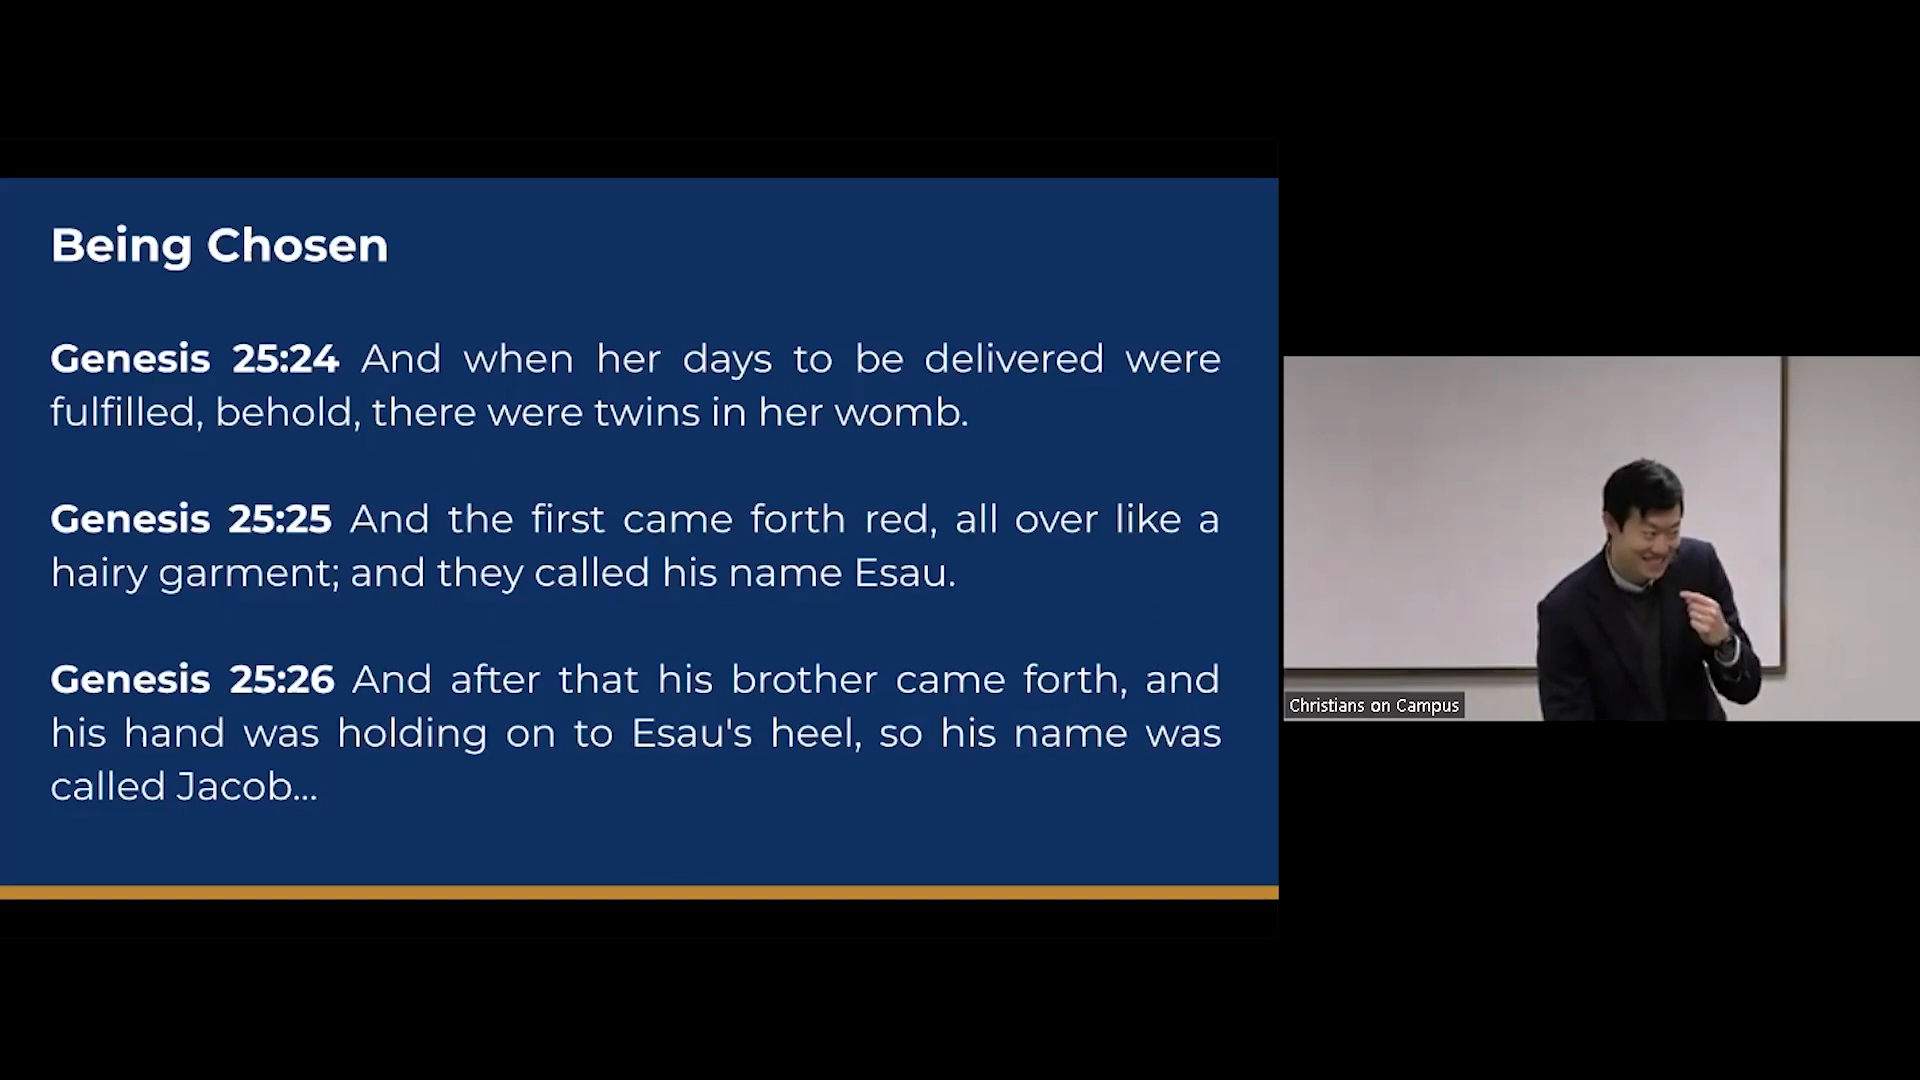 Being Chosen
Genesis 25:24 And when her days to be delivered were
fulfilled, behold, there were twins in her womb.
Genesis 25:25 And the first came forth red, all over like a
hairy garment; and they called his name Esau.
Genesis 25:26 And after that his brother came forth, and
his hand was holding on to Esau's heel, so his name was
called Jacob...
Christians on Campus